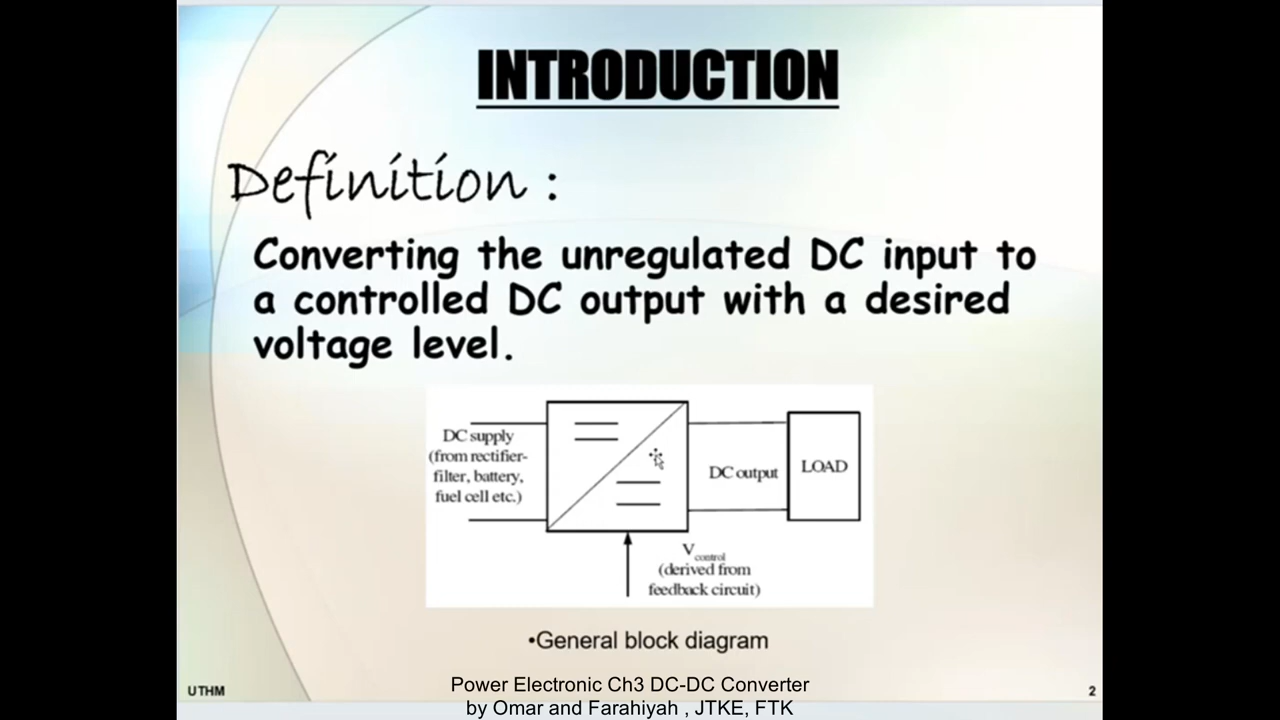 INTRODUCTION
Definition :
Converting the unregulated DC input to
a controlled DC output with a desired
voltage level.
DC supply
(from rectifier-
filter, battery,
fuel cell etc.)
DC output
LOAD
Vcontrol
(derived from
feedback circuit)
•General block diagram
UTHM
Power Electronic Ch3 DC-DC Converter
by Omar and Farahiyah , JTKE, FTK
2